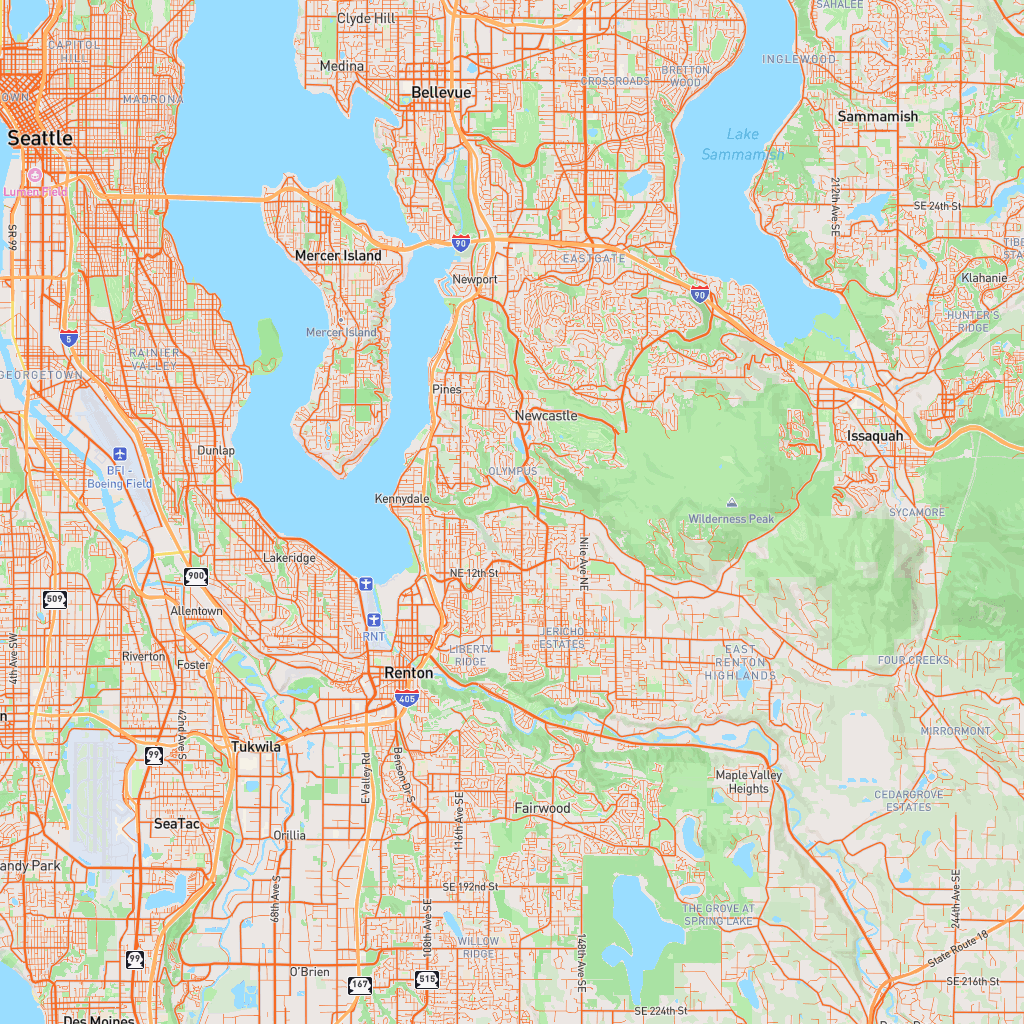 SAHALEE
Clyde Hill
CAPITOL
HILL
INGLEWOOD
Medina
BRETTON
WOOD
CROSSROADS
Bellevue
MADRONA
Sammamish
Seattle
Lake
Sammamish
Lumen Field
212th Ave SE
SE 24th St
SR 99
90
Mercer Island
EASTGATE
Newport
Klahanie
90
HUNTER'S
RIDGE
Mercer Island
5
RAINIER
VALLEY
GEORGETOWN
Pines
Newcastle
Issaquah
Dunlap
BFI -
Boeing Field
OLYMPUS
Kennydale
SYCAMORE
Wilderness Peak
Nile Ave NE
Lakeridge
NE 12th St
900
509
Allentown
RNT
JERICHO
ESTATES
4th Ave SW
Riverton
Foster
LIBERTY
RIDGE
EAST
RENTON
HIGHLANDS
FOUR CREEKS
Renton
405
42nd Ave S
Tukwila
99
MIRRORMONT
Benson Dr S
E Valley Rd
Maple Valley
Heights
CEDARGROVE
ESTATES
116th Ave SE
Fairwood
SeaTac
Orillia
andy Park
68th Ave S
SE 192nd St
244th Ave SE
108th Ave SE
THE GROVE AT
SPRING LAKE
WILLOW
RIDGE
148th Ave SE
State Route 18
99
O'Brien
167
515
SE 216th St
SE 224th St
Des Moines